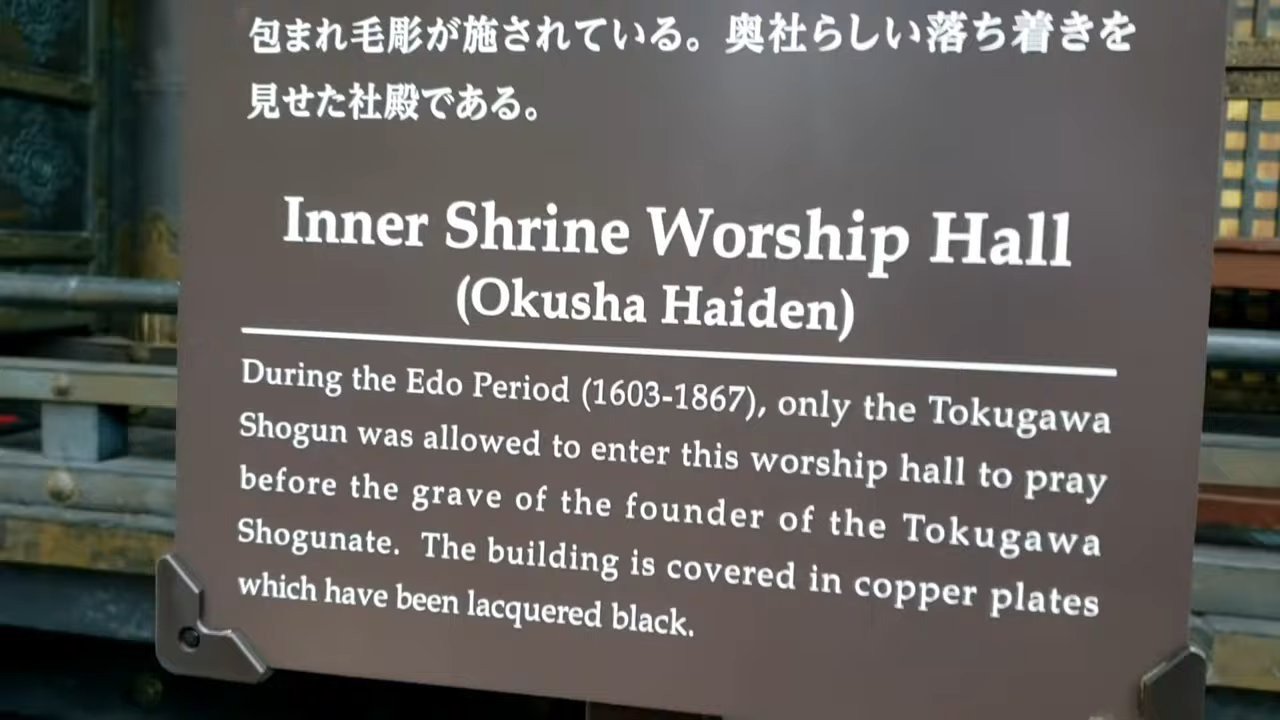 包まれ毛彫が施されている。奥社らしい落ち着きを
見せた社殿である。
Inner Shrine Worship Hall
(Okusha Haiden)
During the Edo Period (1603-1867), only the Tokugawa
Shogun was allowed to enter this worship hall to pray
before the grave of the founder of the Tokugawa
Shogunate. The building is covered in copper plates
which have been lacquered black.